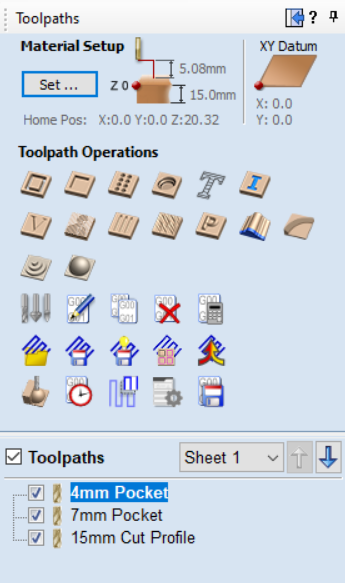 Toolpaths ?
Material Setup
XY Datum
5.08mm
Set ...
Z 0
15.0mm
X: 0.0
Y: 0.0
Home Pos: X:0.0 Y:0.0 Z:20.32
Toolpath Operations
T I
V P
G00
G00 G01
G00
G00
G00
G00
G00
Toolpaths Sheet 1
4mm Pocket
7mm Pocket
15mm Cut Profile